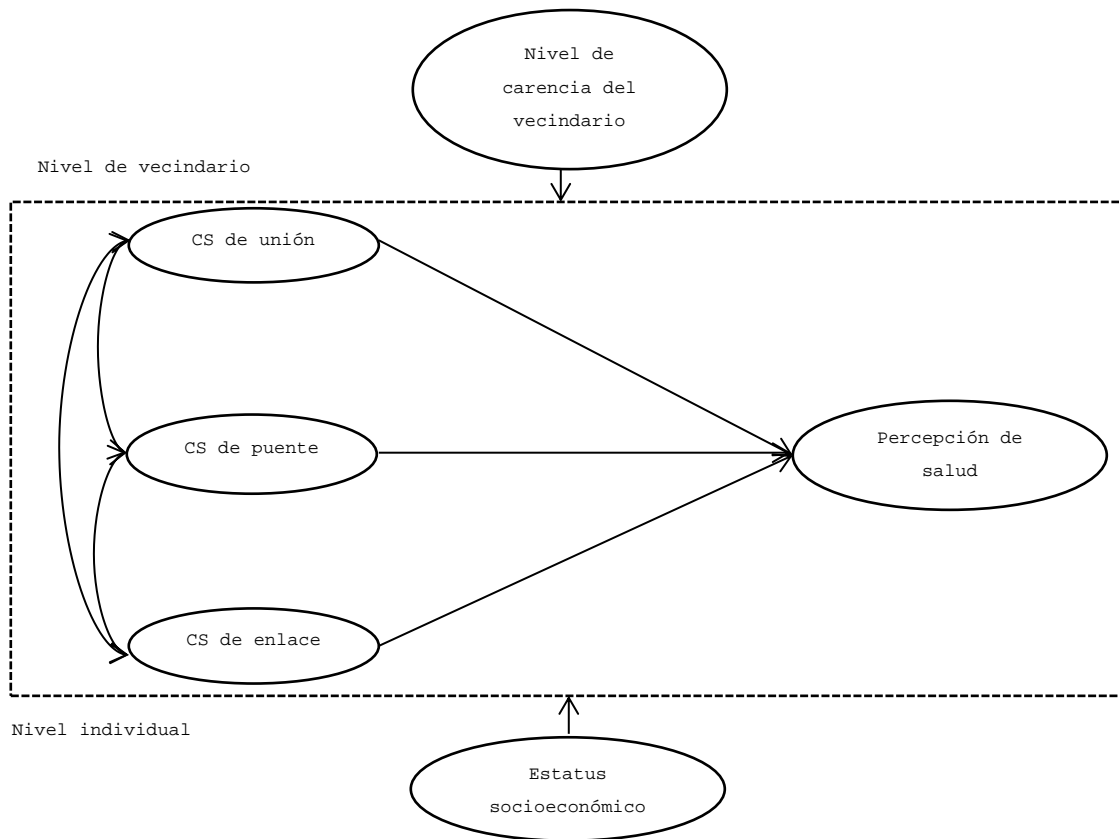 Nivel de
carencia del
vecindario
Nivel de vecindario
CS de unión
CS de puente
Percepción de
salud
CS de enlace
Nivel individual
Estatus
socioeconómico